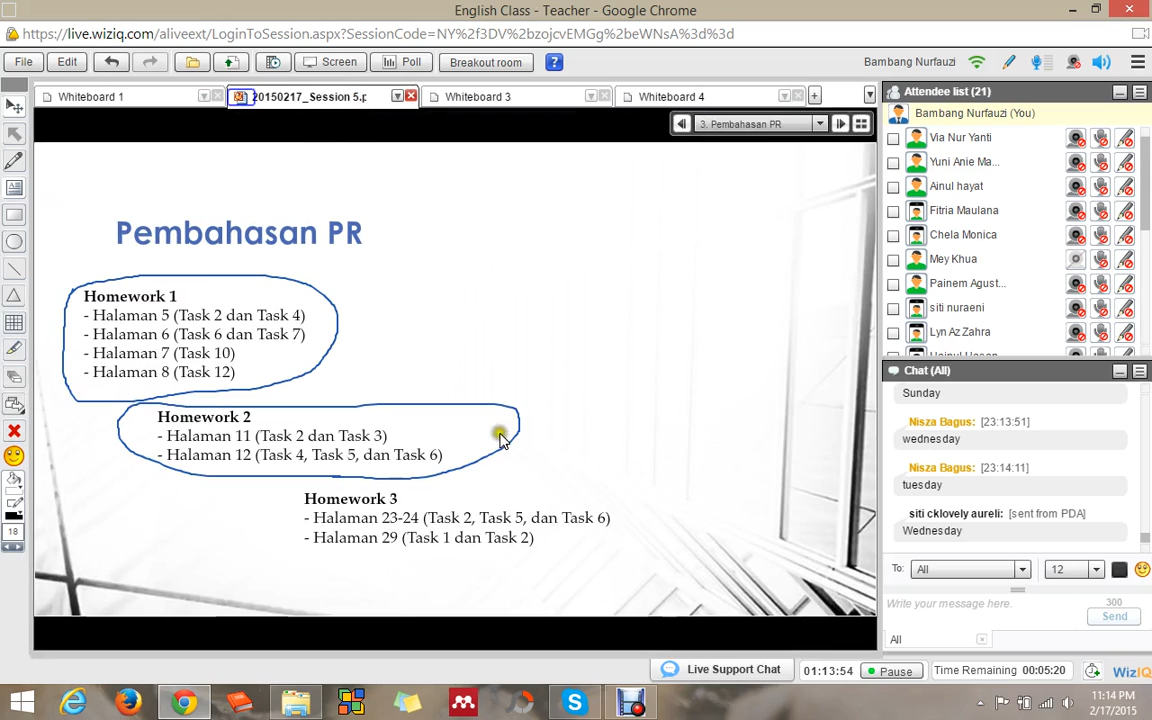 English Class - Teacher - Google Chrome
https://live.wiziq.com/aliveext/LoginToSession.aspx?SessionCode=NY%2f3DV%2bzojcvEMGg%2beWNsA%3d%3d
File Edit Screen Poll Breakout room ? Bambang Nurfauzi
Whiteboard 1 20150217_Session 5.p Whiteboard 3 Whiteboard 4
3. Pembahasan PR
Pembahasan PR
Homework 1
- Halaman 5 (Task 2 dan Task 4)
- Halaman 6 (Task 6 dan Task 7)
- Halaman 7 (Task 10)
- Halaman 8 (Task 12)
Homework 2
- Halaman 11 (Task 2 dan Task 3)
- Halaman 12 (Task 4, Task 5, dan Task 6)
Homework 3
- Halaman 23-24 (Task 2, Task 5, dan Task 6)
- Halaman 29 (Task 1 dan Task 2)
18
Attendee list (21)
Bambang Nurfauzi (You)
Via Nur Yanti
Yuni Anie Ma...
Ainul hayat
Fitria Maulana
Chela Monica
Mey Khua
Painem Agust...
siti nuraeni
Lyn Az Zahra
Chat (All)
Sunday
Nisza Bagus: [23:13:51]
wednesday
Nisza Bagus: [23:14:11]
tuesday
siti cklovely aureli: [sent from PDA]
Wednesday
To: All 12
Write your message here. 300
Send
All
Live Support Chat 01:13:54 Pause Time Remaining 00:05:20 WizIQ
11:14 PM
2/17/2015